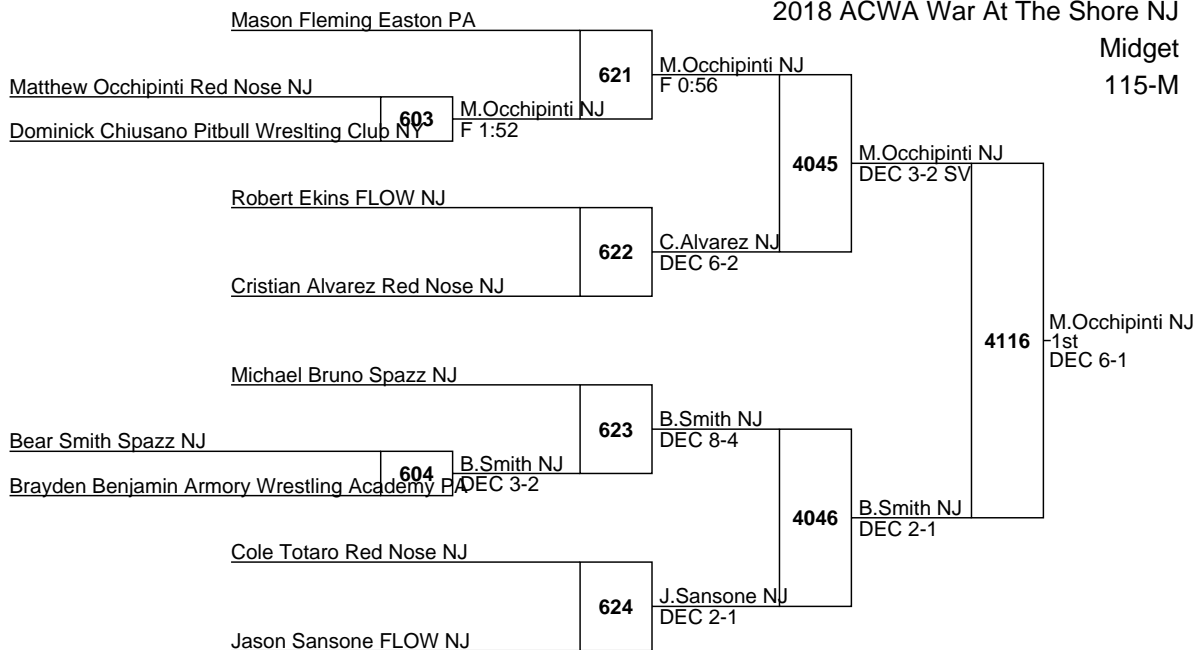 2018 ACWA War At The Shore NJ
Midget
115-M
Mason Fleming Easton PA
621
M.Occhipinti NJ
F 0:56
Matthew Occhipinti Red Nose NJ
603
M.Occhipinti NJ
F 1:52
Dominick Chiusano Pitbull Wreslting Club NY
4045
M.Occhipinti NJ
DEC 3-2 SV
Robert Ekins FLOW NJ
622
C.Alvarez NJ
DEC 6-2
Cristian Alvarez Red Nose NJ
4116
M.Occhipinti NJ
1st
DEC 6-1
Michael Bruno Spazz NJ
623
B.Smith NJ
DEC 8-4
Bear Smith Spazz NJ
604
B.Smith NJ
DEC 3-2
Brayden Benjamin Armory Wrestling Academy PA
4046
B.Smith NJ
DEC 2-1
Cole Totaro Red Nose NJ
624
J.Sansone NJ
DEC 2-1
Jason Sansone FLOW NJ